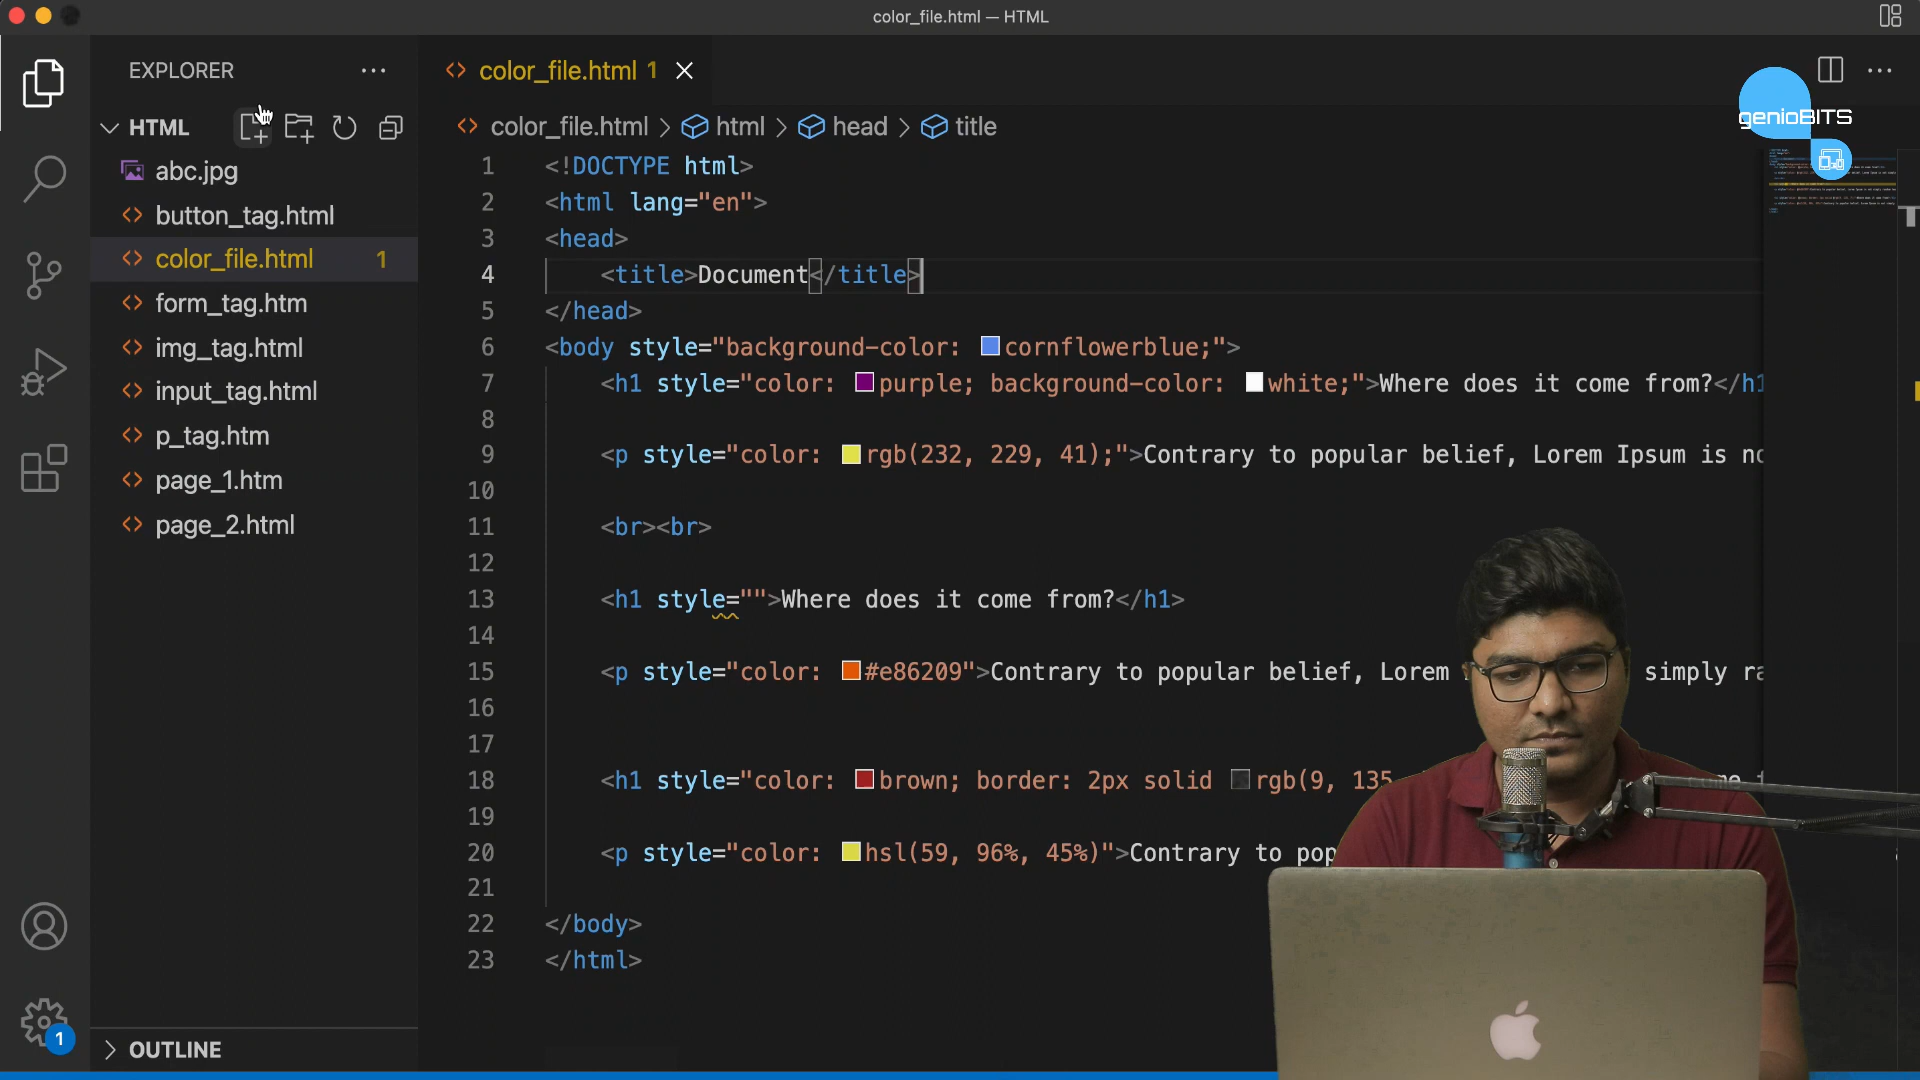 color_file.html — HTML
EXPLORER
color_file.html 1
genioBITS
HTML
color_file.html > html > head > title
abc.jpg
button_tag.html
color_file.html 1
form_tag.htm
img_tag.html
input_tag.html
p_tag.htm
page_1.htm
page_2.html
1 <!DOCTYPE html>
2 <html lang="en">
3 <head>
4 <title>Document</title>
5 </head>
6 <body style="background-color: cornflowerblue;">
7 <h1 style="color: purple; background-color: white;">Where does it come from?</h1
8
9 <p style="color: rgb(232, 229, 41);">Contrary to popular belief, Lorem Ipsum is no
10
11 <br><br>
12
13 <h1 style="">Where does it come from?</h1>
14
15 <p style="color: #e86209">Contrary to popular belief, Lorem simply ra
16
17
18 <h1 style="color: brown; border: 2px solid rgb(9, 135
19
20 <p style="color: hsl(59, 96%, 45%)">Contrary to pop
21
22 </body>
23 </html>
1
OUTLINE